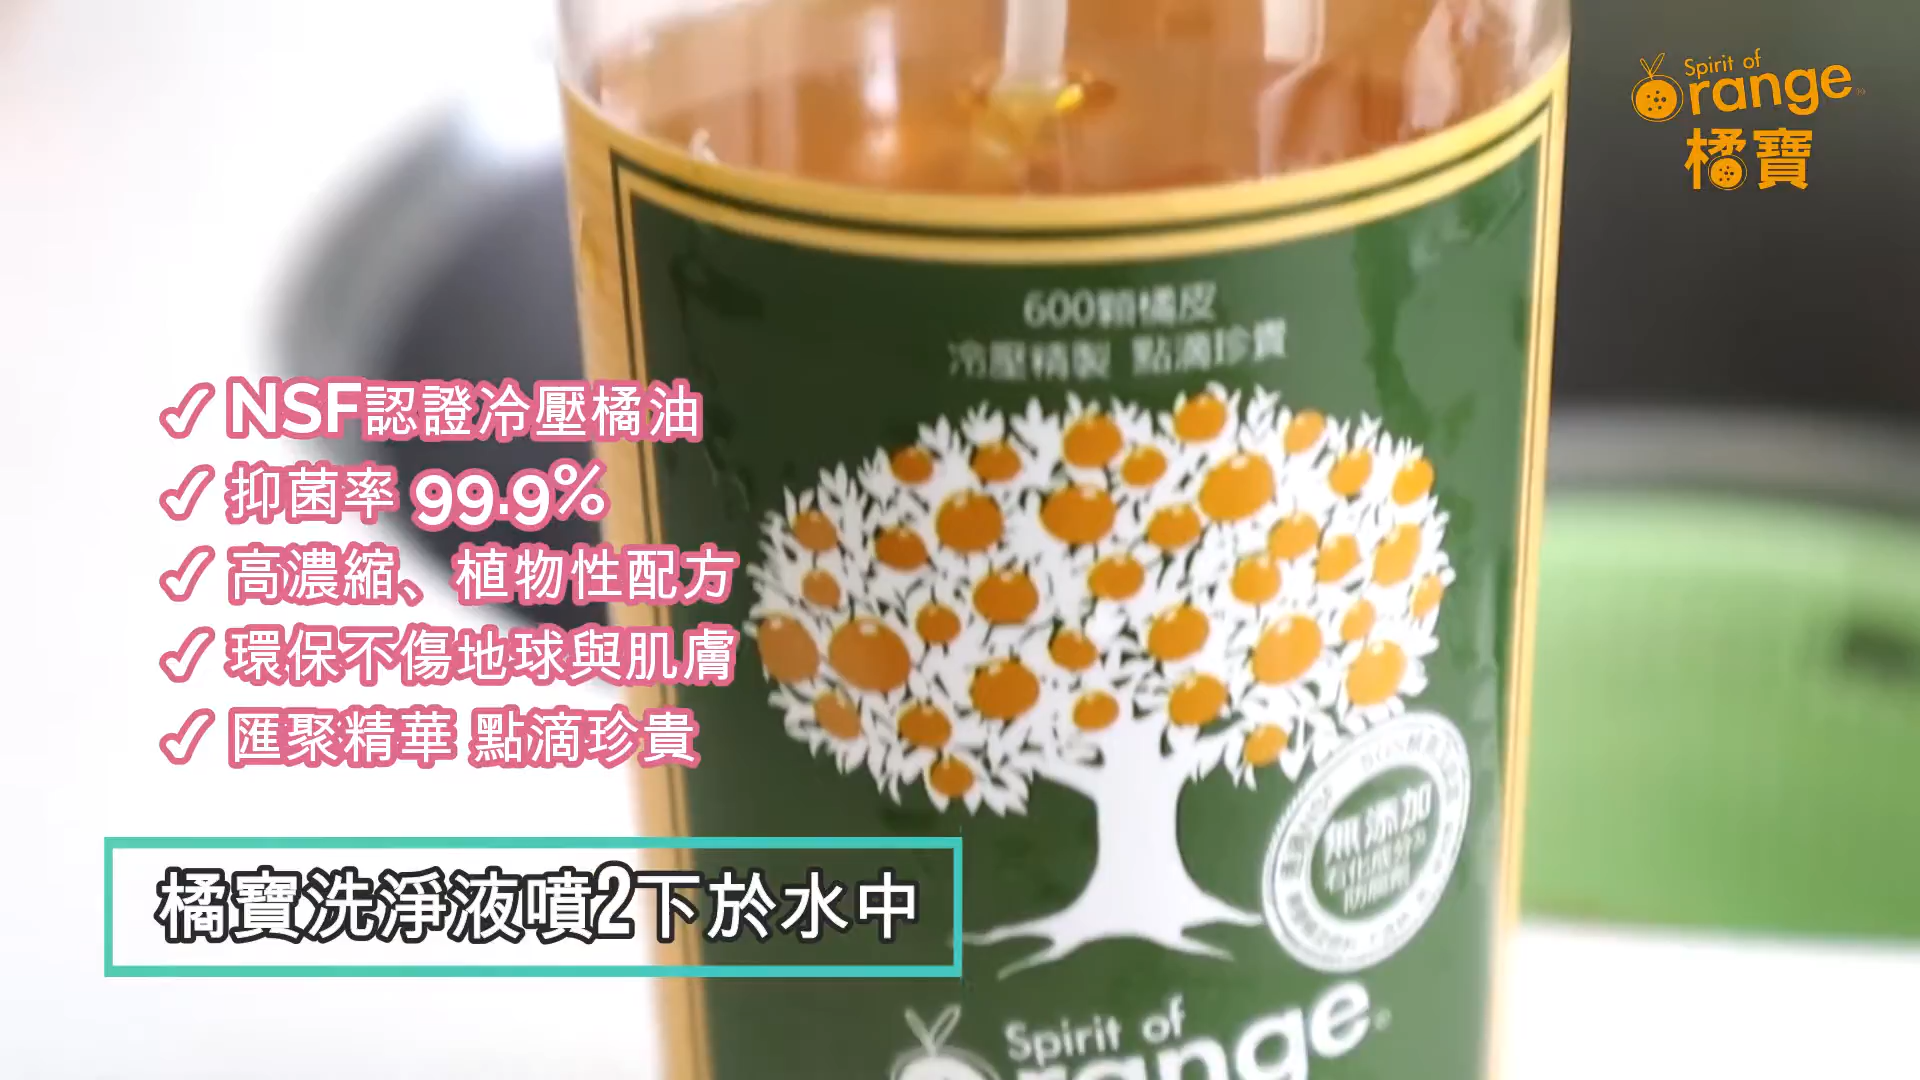 Spirit of
Orange
橘寶
600顆橘皮
冷壓精製 點滴珍貴
✓ NSF認證冷壓橘油
✓ 抑菌率 99.9%
✓ 高濃縮、植物性配方
✓ 環保不傷地球與肌膚
✓ 匯聚精華 點滴珍貴
無添加
橘寶洗淨液噴2下於水中
Spirit of
Orange